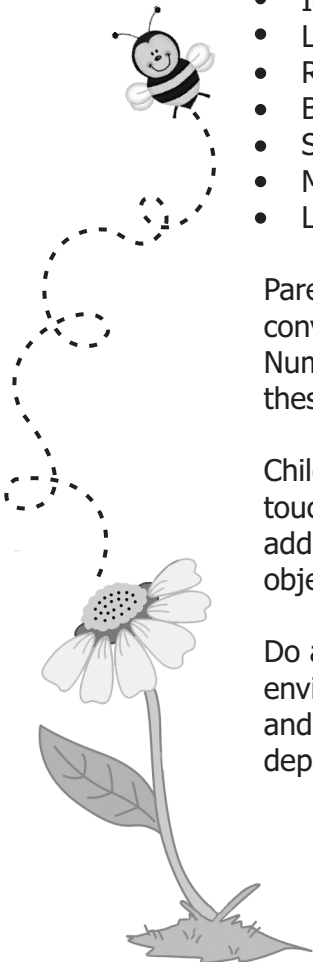 • I
• L
• R
• B
• S
• M
• L
Pare
conv
Num
thes
Chil
touc
add
obje
Do a
envi
and
dep